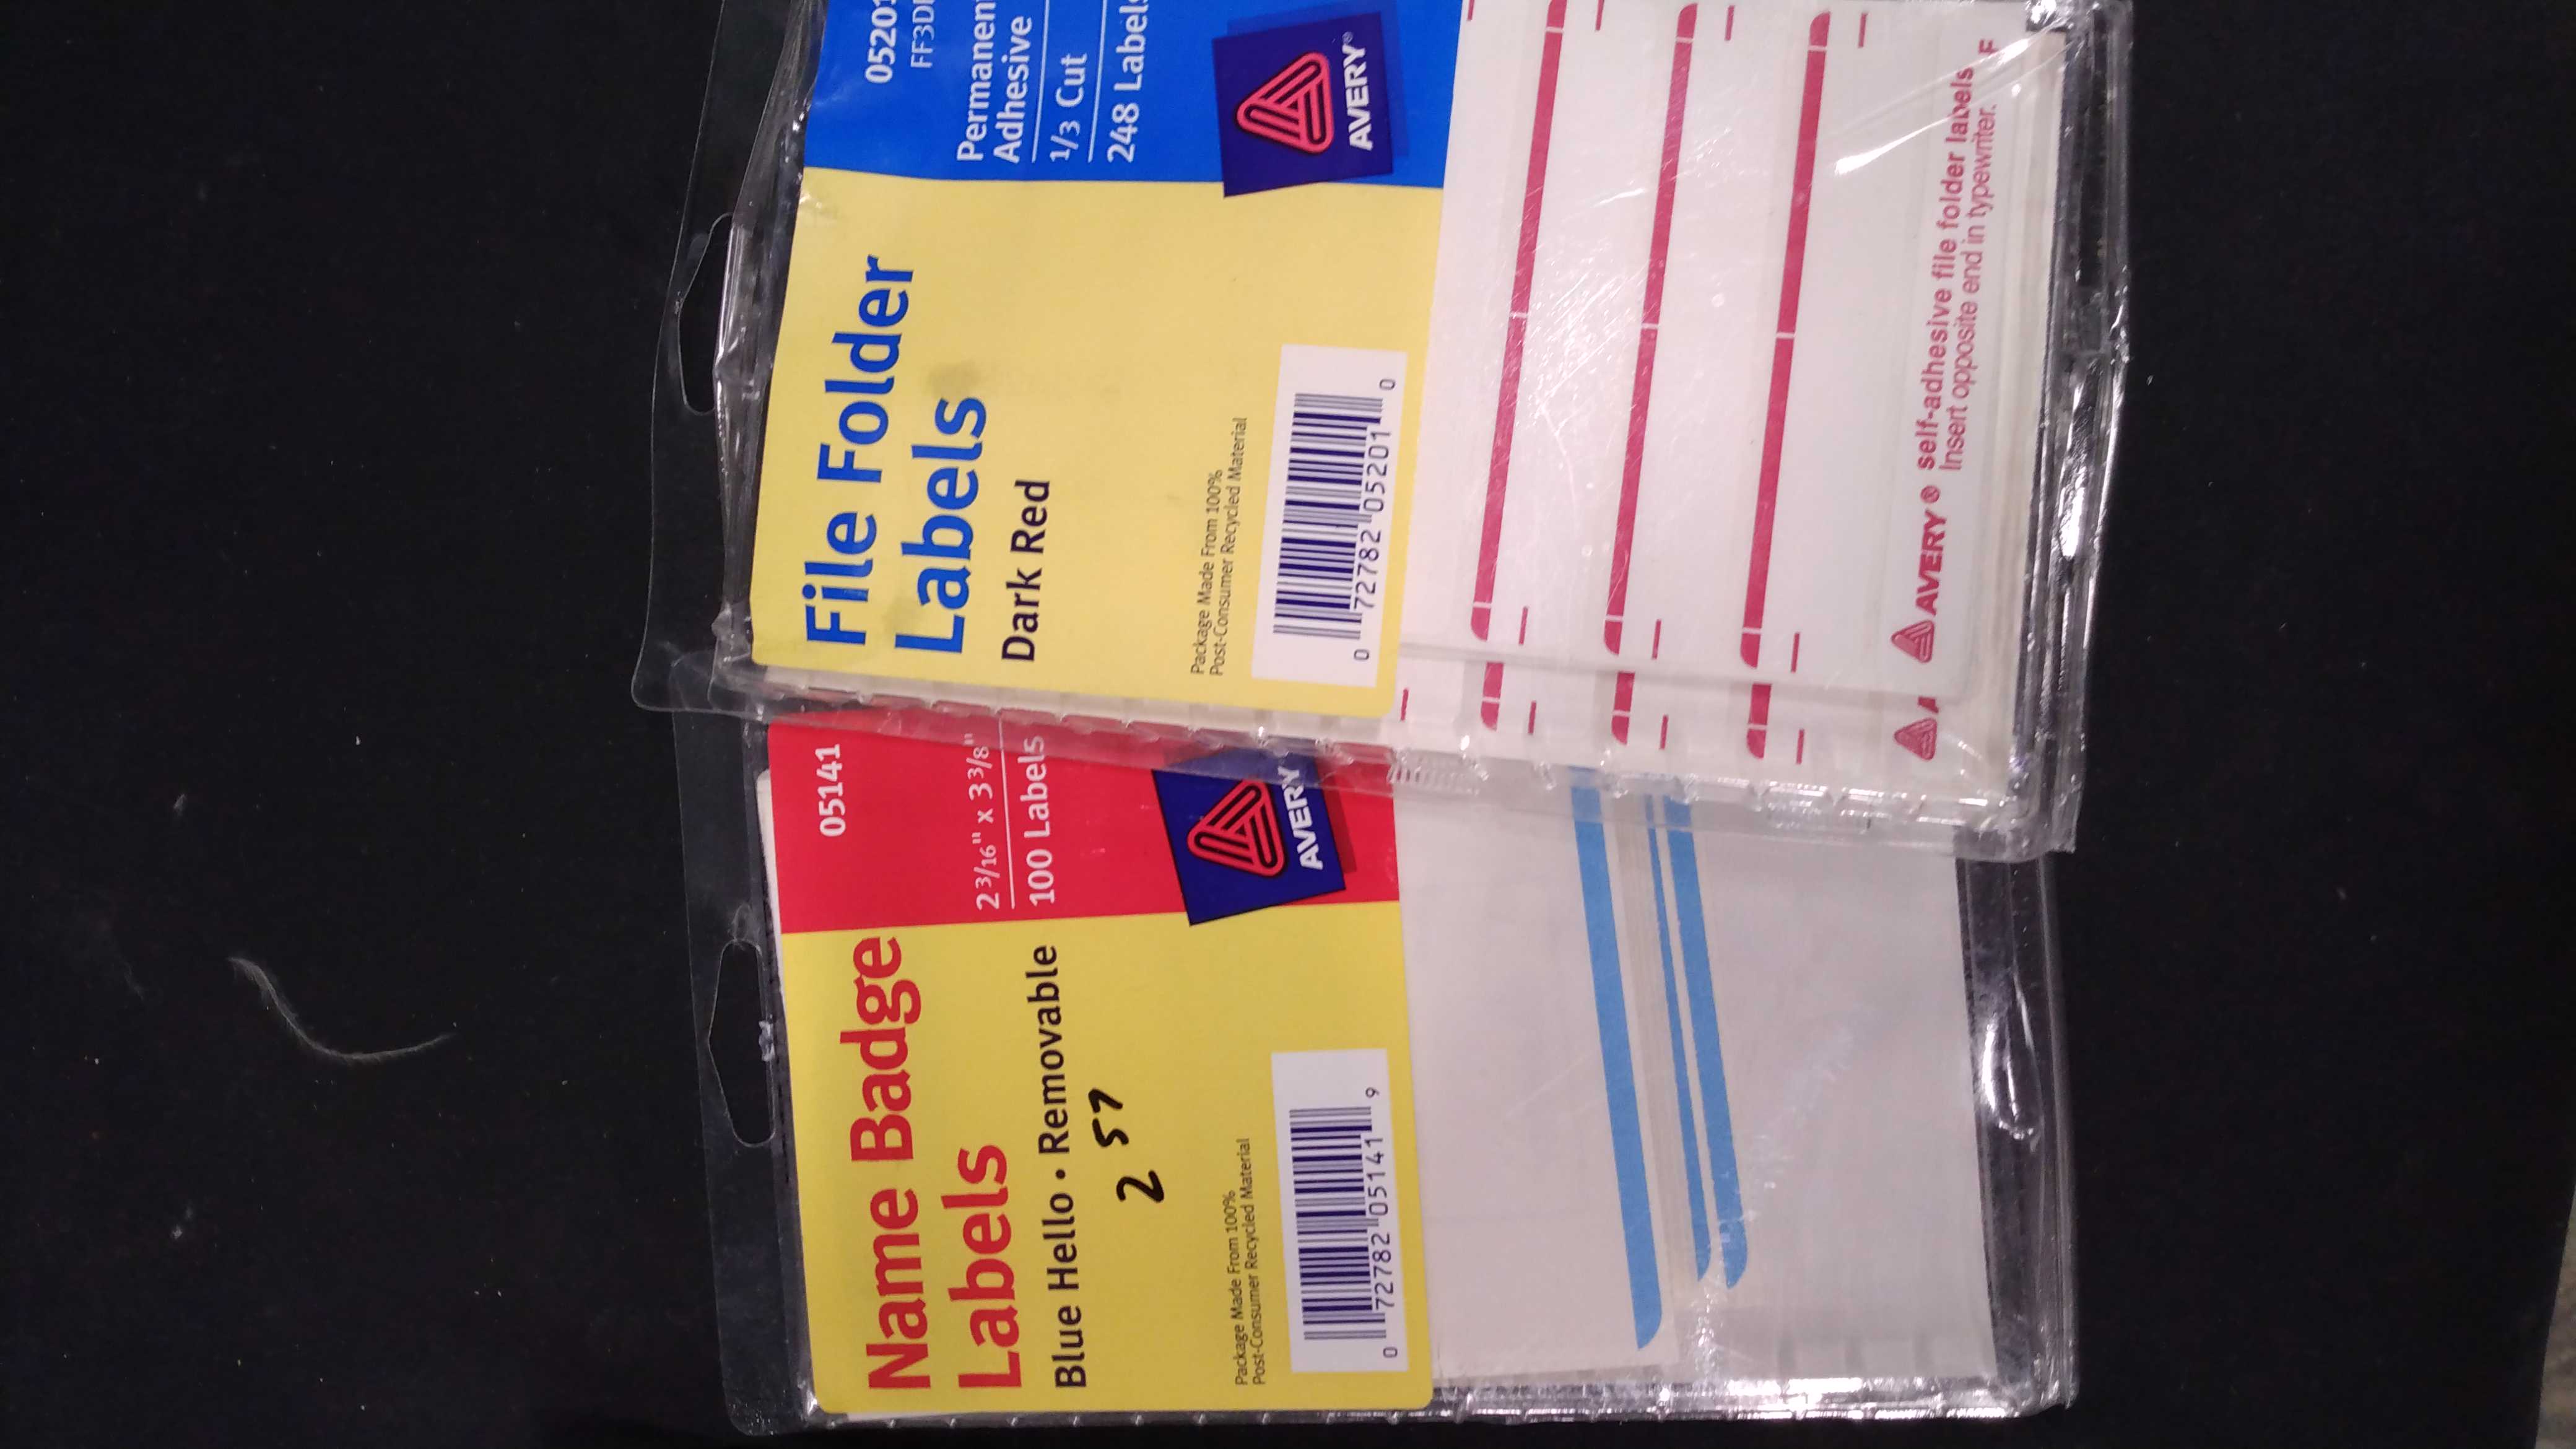 Name Badge
Labels
Blue Hello • Removable
2 57
05141
2 3/16" x 3 3/8"
100 Labels
AVERY
Package Made From 100%
Post-Consumer Recycled Material
0 72782 05141 9
File Folder
Labels
Dark Red
05201
Permanent
Adhesive
1/3 Cut
248 Labels
AVERY®
Package Made From 100%
Post-Consumer Recycled Material
0 72782 05201 0
AVERY® self-adhesive file folder labels
Insert opposite end in typewriter.